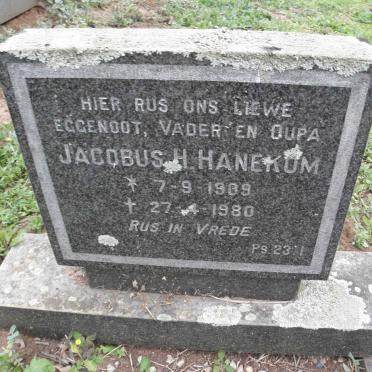 HIER RUS ONS LIEWE
EGGENOOT, VADER EN OUPA
JACOBUS H. HANEKOM
* 7-9-1909
† 27-4-1980
RUS IN VREDE
Ps. 23:1